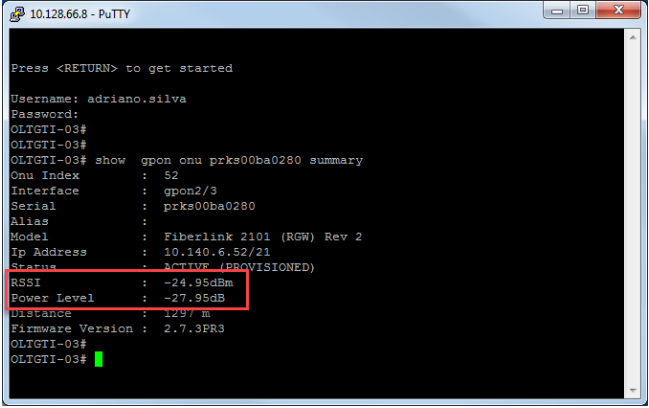 10.128.66.8 - PuTTY
Press <RETURN> to get started
Username: adriano.silva
Password:
OLTGTI-03#
OLTGTI-03#
OLTGTI-03# show  gpon onu prks00ba0280 summary
Onu Index        :  52
Interface        :  gpon2/3
Serial           :  prks00ba0280
Alias            :
Model            :  Fiberlink 2101 (RGW) Rev 2
Ip Address       :  10.140.6.52/21
Status           :  ACTIVE (PROVISIONED)
RSSI             :  -24.95dBm
Power Level      :  -27.95dB
Distance         :  1297 m
Firmware Version :  2.7.3PR3
OLTGTI-03#
OLTGTI-03#